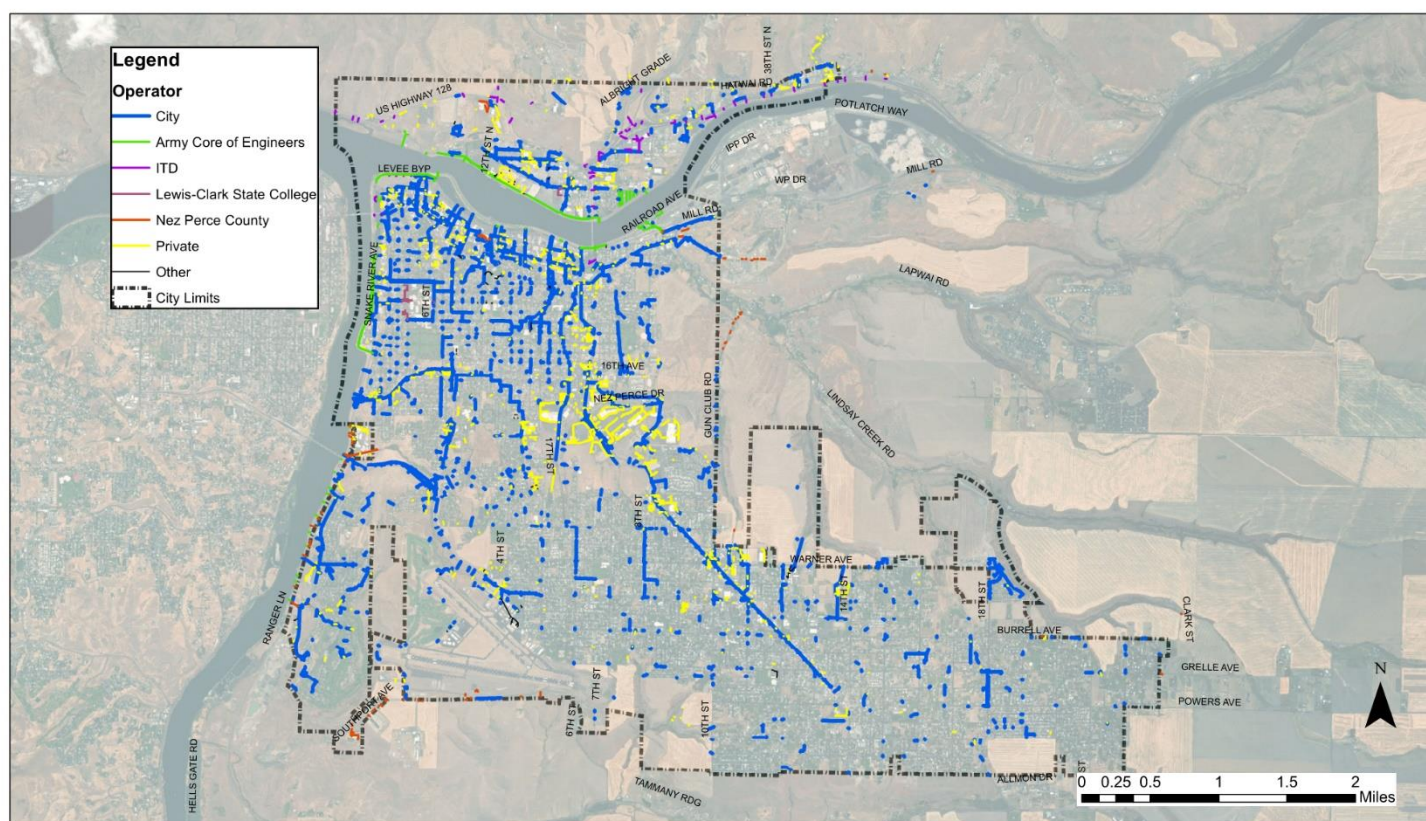 Legend
Operator
City
Army Core of Engineers
ITD
Lewis-Clark State College
Nez Perce County
Private
Other
City Limits
38TH ST N
ALBRIGHT GRADE
HATWAI RD
US HIGHWAY 128
POTLATCH WAY
12TH ST N
IPP DR
LEVEE BYP
MILL RD
WP DR
RAILROAD AVE
MILL RD
SNAKE RIVER AVE
LAPWAI RD
6TH ST
16TH AVE
NEZ PERCE DR
GUN CLUB RD
LINDSAY CREEK RD
17TH ST
8TH ST
4TH ST
WARNER AVE
14TH ST
18TH ST
CLARK ST
RANGER LN
BURRELL AVE
GRELLE AVE
N
7TH ST
POWERS AVE
SOUTHPORT AVE
6TH ST
10TH ST
HELLS GATE RD
TAMMANY RDG
ALLMON DR
ST
0 0.25 0.5 1 1.5 2
Miles